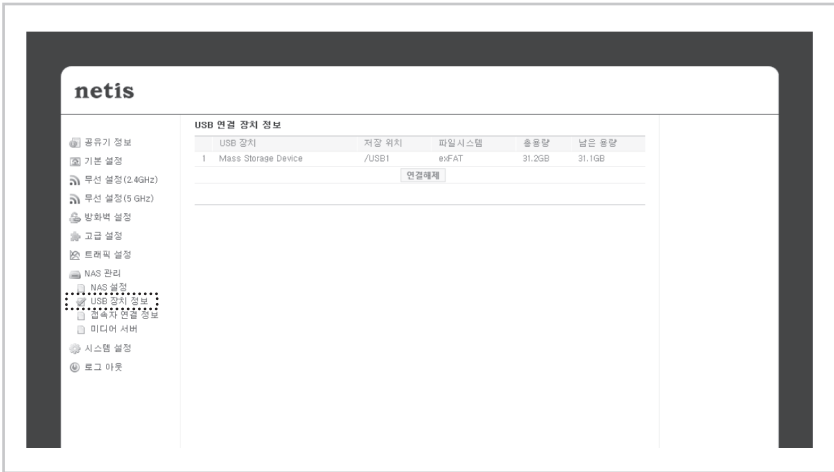 netis
공유기 정보
기본 설정
무선 설정(2.4GHz)
무선 설정(5 GHz)
방화벽 설정
고급 설정
트래픽 설정
NAS 관리
NAS 설정
USB 장치 정보
접속자 연결 정보
미디어 서버
시스템 설정
로그 아웃
USB 연결 장치 정보
USB 장치 저장 위치 파일시스템 총용량 남은 용량
1 Mass Storage Device /USB1 exFAT 31.2GB 31.1GB
연결해제